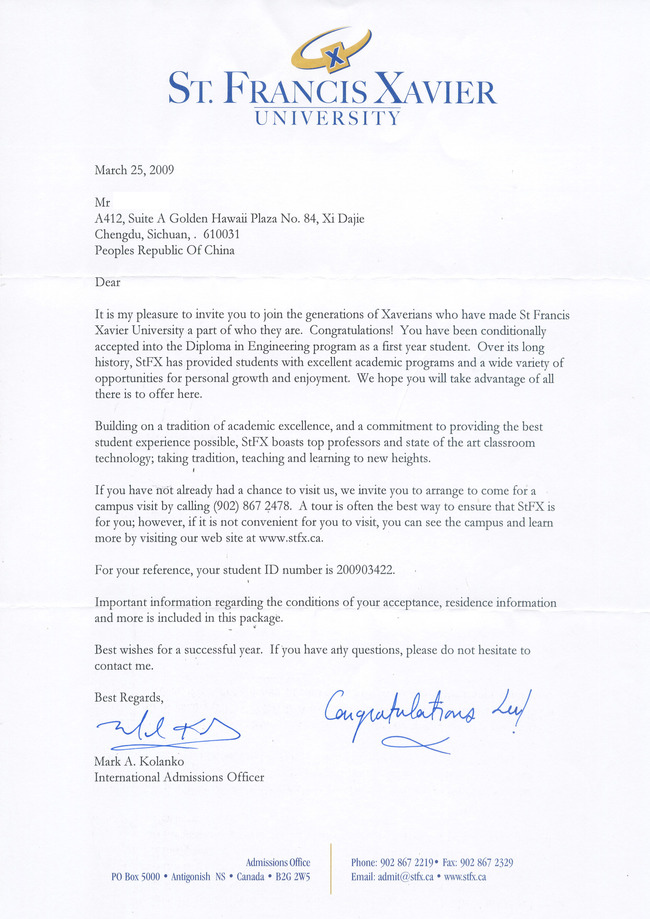 X
ST. FRANCIS XAVIER
UNIVERSITY
March 25, 2009
Mr
A412, Suite A Golden Hawaii Plaza No. 84, Xi Dajie
Chengdu, Sichuan, . 610031
Peoples Republic Of China
Dear
It is my pleasure to invite you to join the generations of Xaverians who have made St Francis
Xavier University a part of who they are. Congratulations! You have been conditionally
accepted into the Diploma in Engineering program as a first year student. Over its long
history, StFX has provided students with excellent academic programs and a wide variety of
opportunities for personal growth and enjoyment. We hope you will take advantage of all
there is to offer here.
Building on a tradition of academic excellence, and a commitment to providing the best
student experience possible, StFX boasts top professors and state of the art classroom
technology; taking tradition, teaching and learning to new heights.
If you have not already had a chance to visit us, we invite you to arrange to come for a
campus visit by calling (902) 867 2478. A tour is often the best way to ensure that StFX is
for you; however, if it is not convenient for you to visit, you can see the campus and learn
more by visiting our web site at www.stfx.ca.
For your reference, your student ID number is 200903422.
Important information regarding the conditions of your acceptance, residence information
and more is included in this package.
Best wishes for a successful year. If you have any questions, please do not hesitate to
contact me.
Best Regards,
Congratulations
Mark A. Kolanko
International Admissions Officer
Admissions Office
PO Box 5000 • Antigonish NS • Canada • B2G 2W5
Phone: 902 867 2219 • Fax: 902 867 2329
Email: admit@stfx.ca • www.stfx.ca